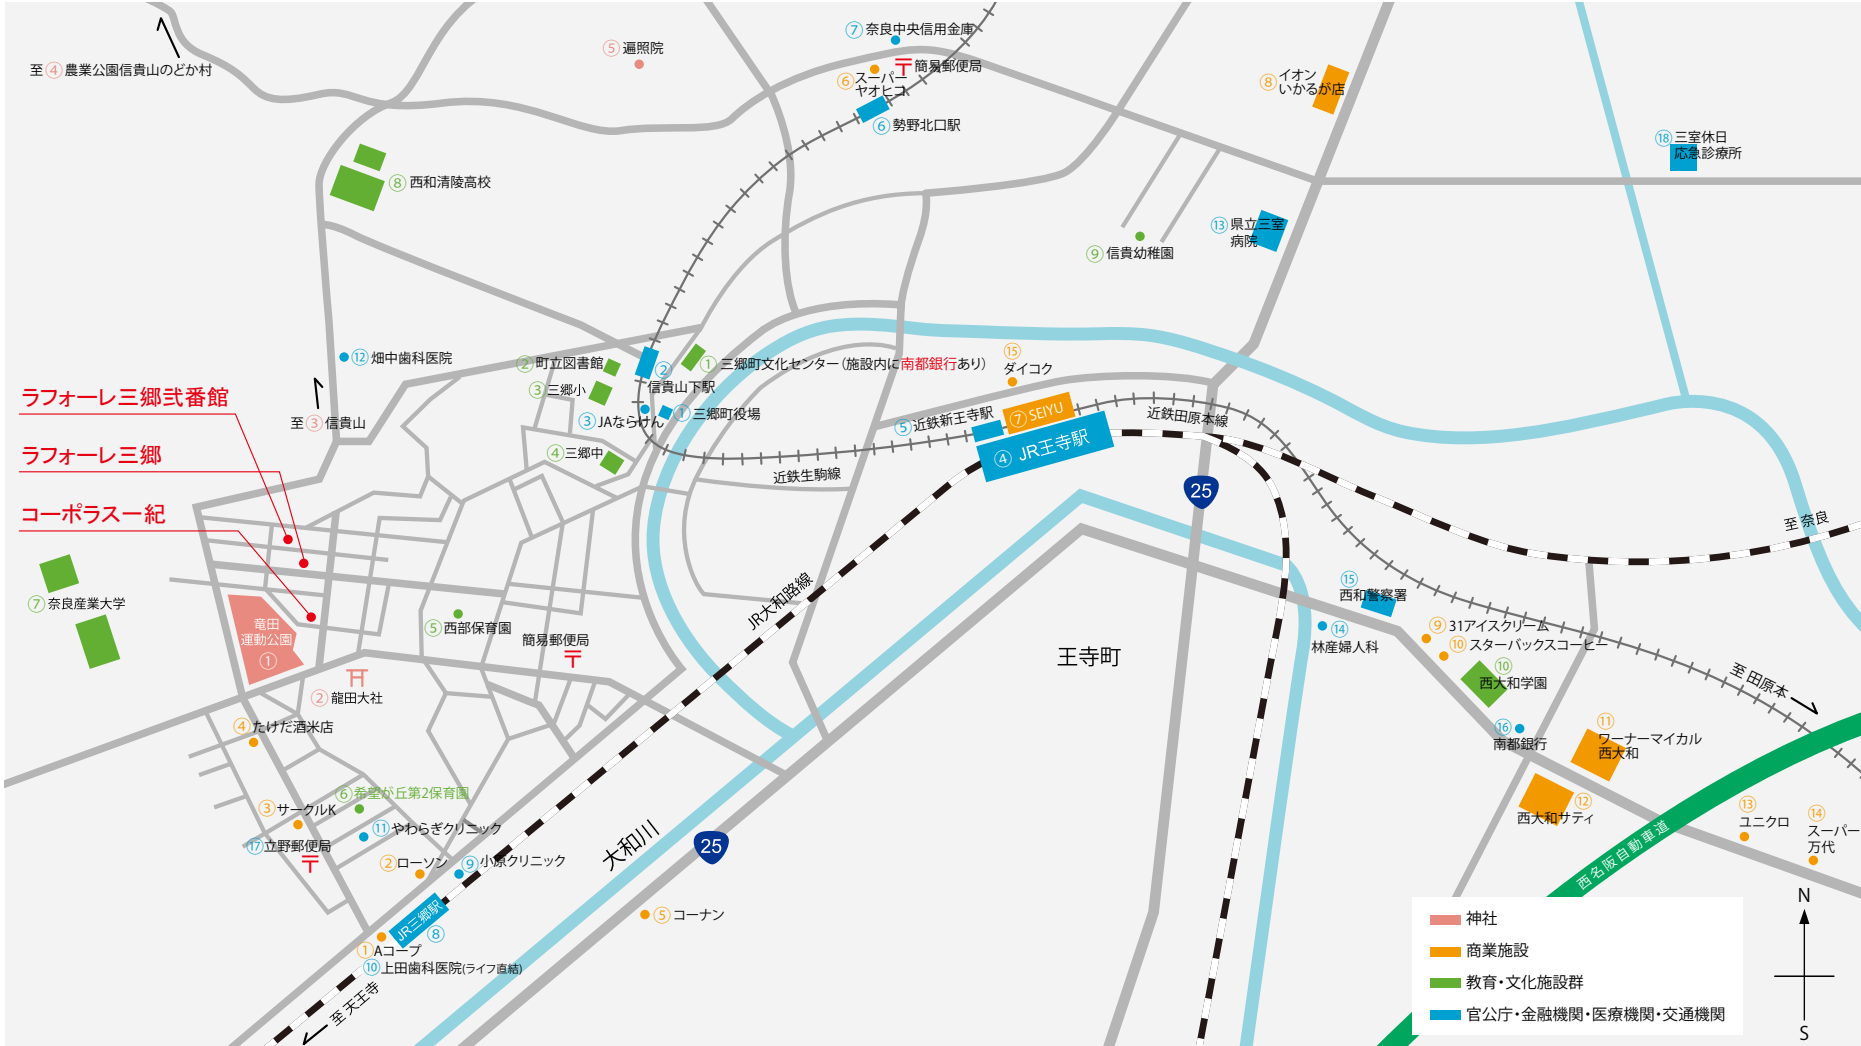 至④農業公園信貴山のどか村
⑤遍照院
⑦奈良中央信用金庫
〒簡易郵便局
⑥スーパー
ヤオヒコ
⑥勢野北口駅
⑧イオン
いかるが店
⑱三室休日
応急診療所
⑧西和清陵高校
⑬県立三室
病院
⑨信貴幼稚園
⑫畑中歯科医院
至③信貴山
②町立図書館
③三郷小
③JAならけん
④三郷中
②
信貴山下駅
①三郷町役場
①三郷町文化センター(施設内に南都銀行あり)
⑮
ダイコク
⑤近鉄新王寺駅
⑦SEIYU
④JR王寺駅
近鉄田原本線
近鉄生駒線
25
至 奈良
ラフォーレ三郷弐番館
ラフォーレ三郷
コーポラス一紀
⑦奈良産業大学
竜田
運動公園
①
⑤西部保育園
簡易郵便局
〒
②龍田大社
JR大和路線
王寺町
⑮
西和警察署
⑭
林産婦人科
⑨31アイスクリーム
⑩スターバックスコーヒー
⑩
西大和学園
至 田原本
⑯
南都銀行
⑪
ワーナーマイカル
西大和
⑫
西大和サティ
⑬
ユニクロ
⑭
スーパー
万代
西名阪自動車道
④たけだ酒米店
⑥希望が丘第2保育園
③サークルK
⑪やわらぎクリニック
⑰立野郵便局
〒
②ローソン
⑨小原クリニック
JR三郷駅
⑧
①Aコープ
⑩上田歯科医院(ライフ直結)
至 天王寺
大和川
25
⑤コーナン
神社
商業施設
教育・文化施設群
官公庁・金融機関・医療機関・交通機関
N
S